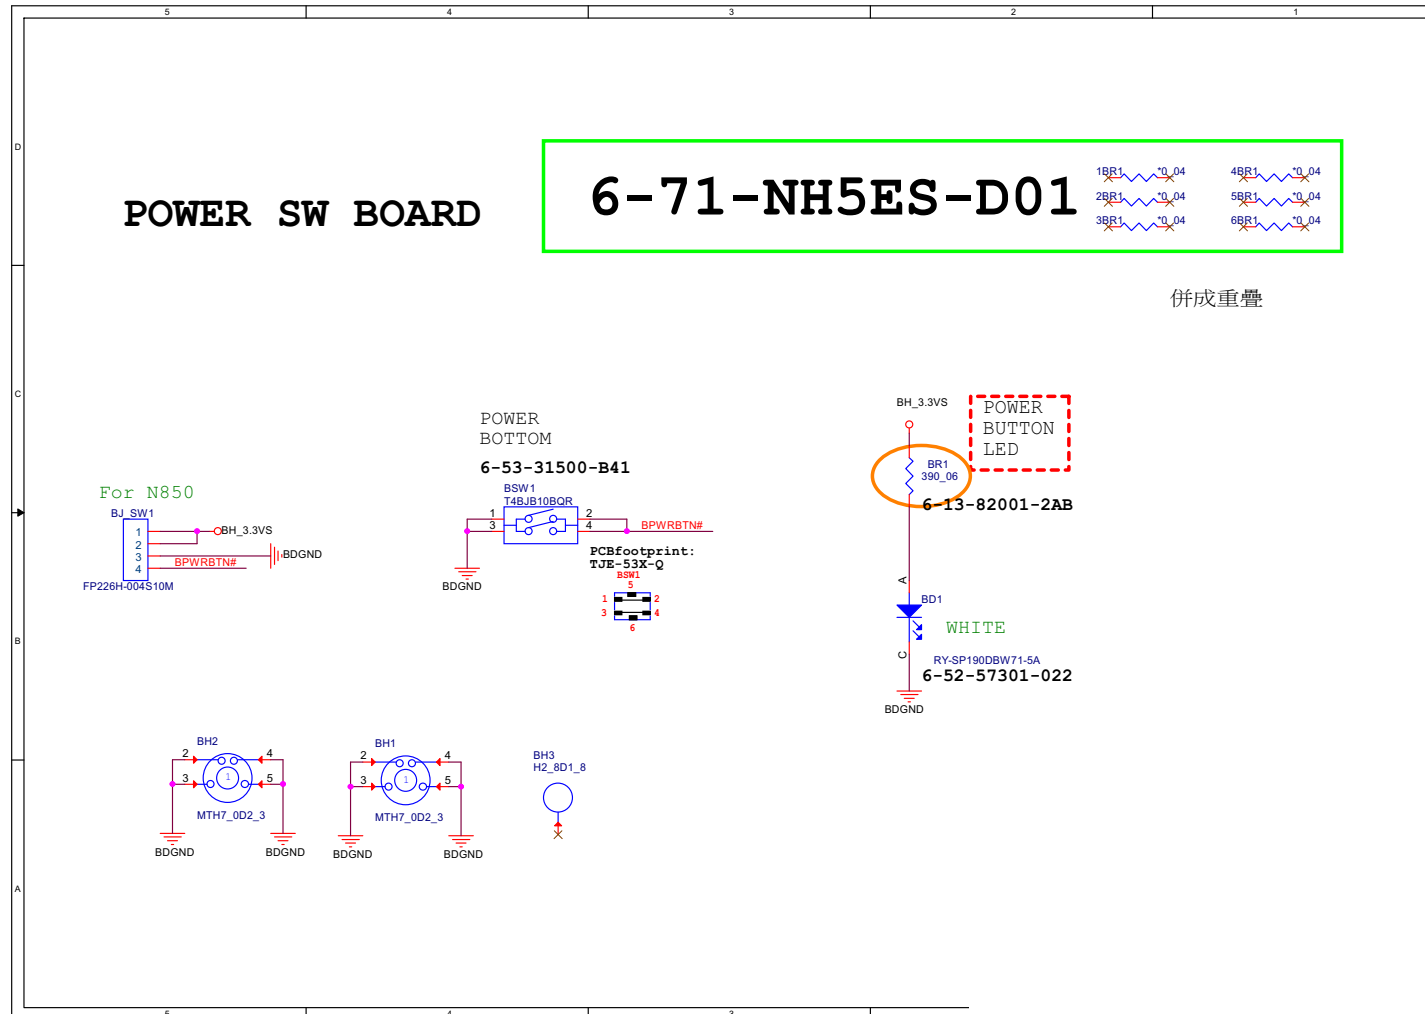 5 4 3 2 1
D
POWER SW BOARD
6-71-NH5ES-D01
1BR1 *0_04 4BR1 *0_04
2BR1 *0_04 5BR1 *0_04
3BR1 *0_04 6BR1 *0_04
併成重疊
C
For N850
BJ_SW1
1
2
3
4
BH_3.3VS
BDGND
BPWRBTN#
FP226H-004S10M
POWER
BOTTOM
6-53-31500-B41
BSW1
T4BJB10BQR
1 2
3 4
BPWRBTN#
BDGND
PCBfootprint:
TJE-53X-Q
BSW1
5
1 2
3 4
6
BH_3.3VS
POWER
BUTTON
LED
BR1
390_06
6-13-82001-2AB
A
BD1
WHITE
C
RY-SP190DBW71-5A
6-52-57301-022
BDGND
B
BH2
2 4
3 1 5
MTH7_0D2_3
BDGND BDGND
BH1
2 4
3 1 5
MTH7_0D2_3
BDGND BDGND
BH3
H2_8D1_8
A
5 4 3